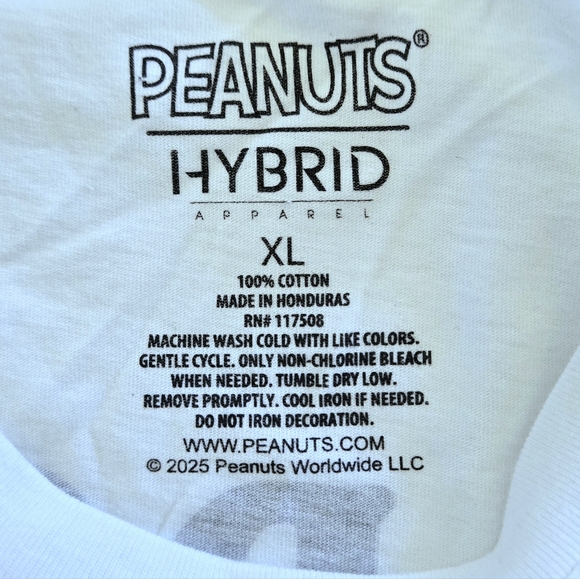 PEANUTS®
HYBRID
APPAREL
XL
100% COTTON
MADE IN HONDURAS
RN# 117508
MACHINE WASH COLD WITH LIKE COLORS.
GENTLE CYCLE. ONLY NON-CHLORINE BLEACH
WHEN NEEDED. TUMBLE DRY LOW.
REMOVE PROMPTLY. COOL IRON IF NEEDED.
DO NOT IRON DECORATION.
WWW.PEANUTS.COM
© 2025 Peanuts Worldwide LLC